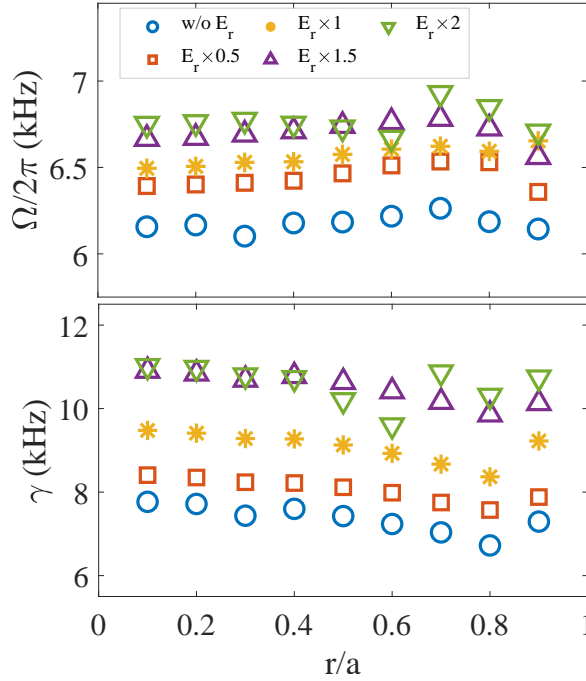 w/o E_r
E_r×1
E_r×2
E_r×0.5
E_r×1.5
7
6.5
6
Ω/2π (kHz)
12
10
8
6
γ (kHz)
0
0.2
0.4
0.6
0.8
1
r/a